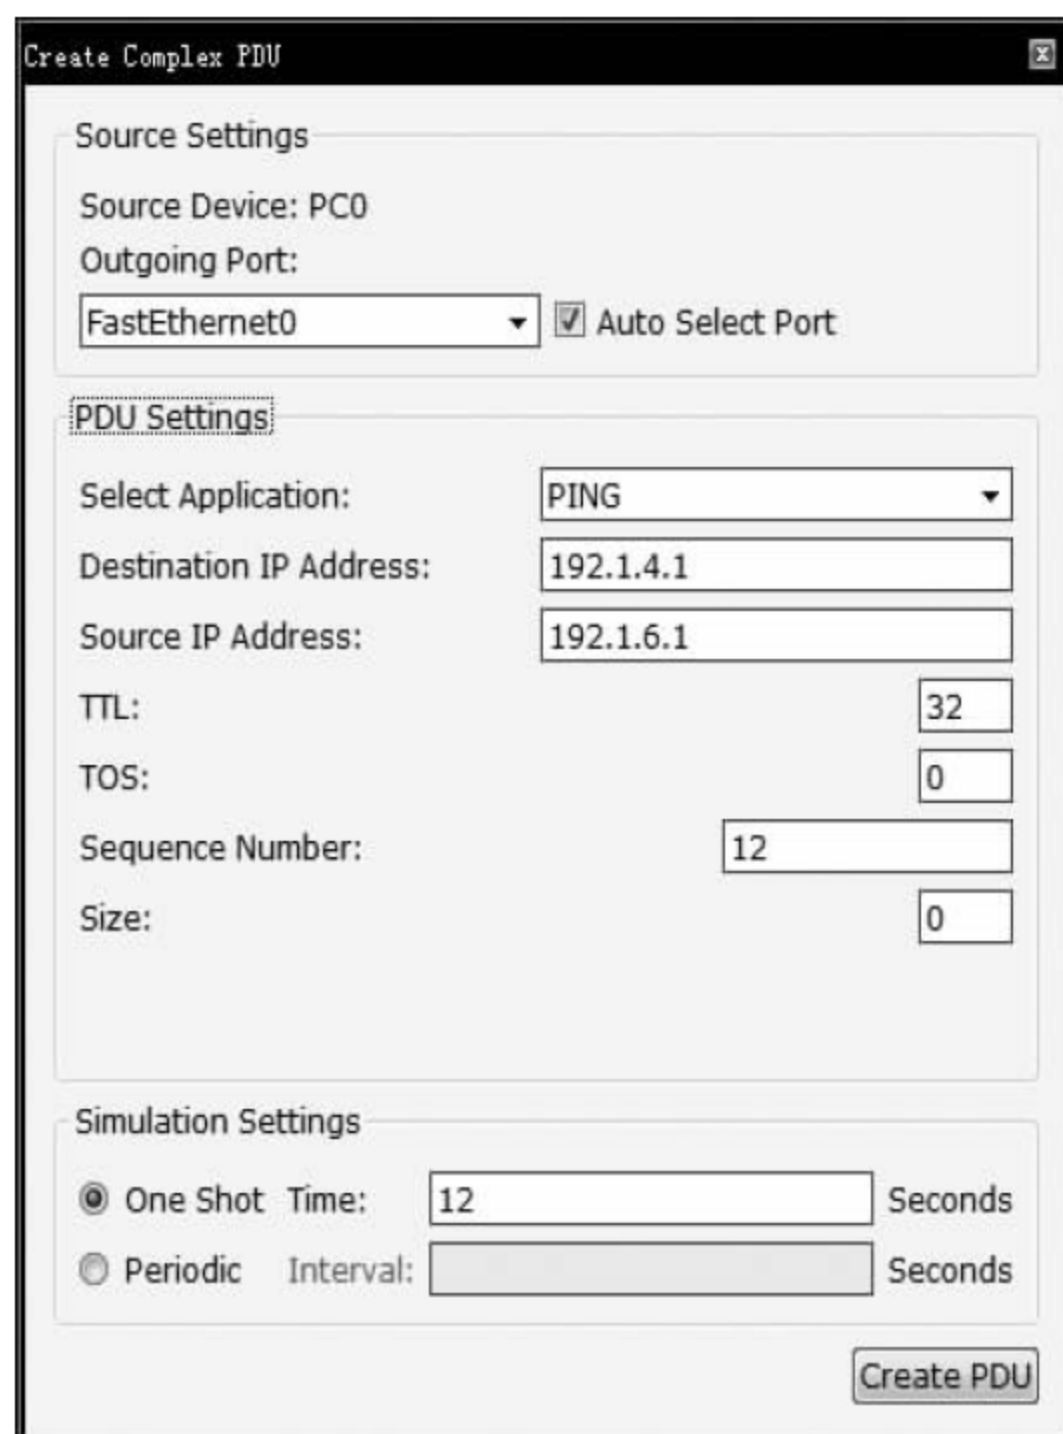 Create Complex PDU
Source Settings
Source Device: PC0
Outgoing Port:
FastEthernet0 Auto Select Port
PDU Settings
Select Application: PING
Destination IP Address: 192.1.4.1
Source IP Address: 192.1.6.1
TTL: 32
TOS: 0
Sequence Number: 12
Size: 0
Simulation Settings
One Shot Time: 12 Seconds
Periodic Interval: Seconds
Create PDU